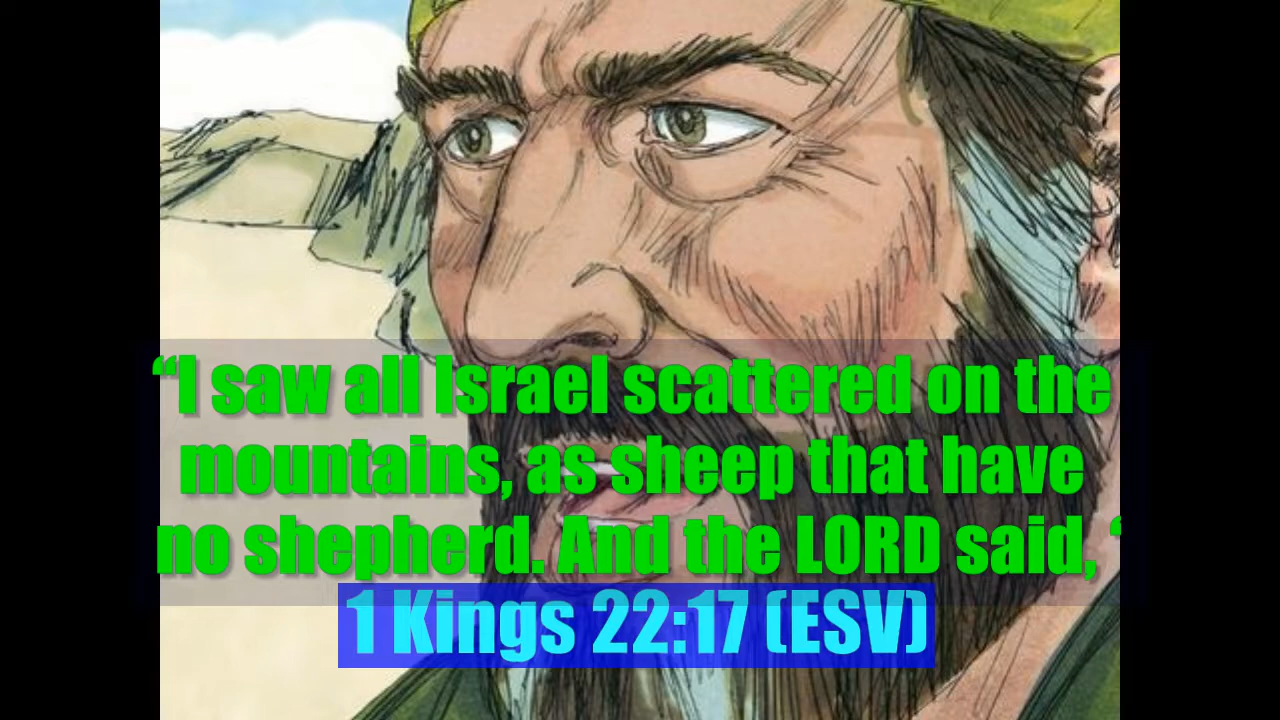 “I saw all Israel scattered on the
mountains, as sheep that have
no shepherd. And the LORD said, ‘
1 Kings 22:17 (ESV)